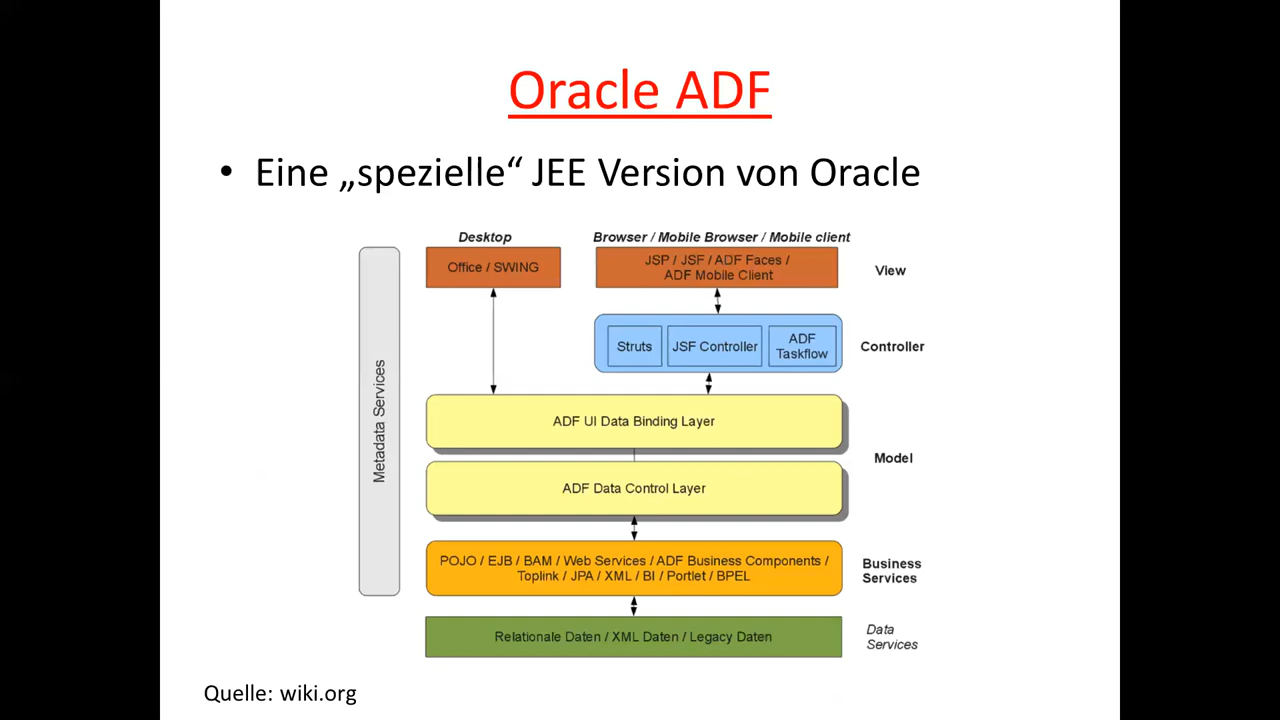 Oracle ADF
• Eine „spezielle“ JEE Version von Oracle
Desktop
Browser / Mobile Browser / Mobile client
Office / SWING
JSP / JSF / ADF Faces /
ADF Mobile Client
View
Struts
JSF Controller
ADF
Taskflow
Controller
Metadata Services
ADF UI Data Binding Layer
Model
ADF Data Control Layer
POJO / EJB / BAM / Web Services / ADF Business Components /
Toplink / JPA / XML / BI / Portlet / BPEL
Business
Services
Relationale Daten / XML Daten / Legacy Daten
Data
Services
Quelle: wiki.org